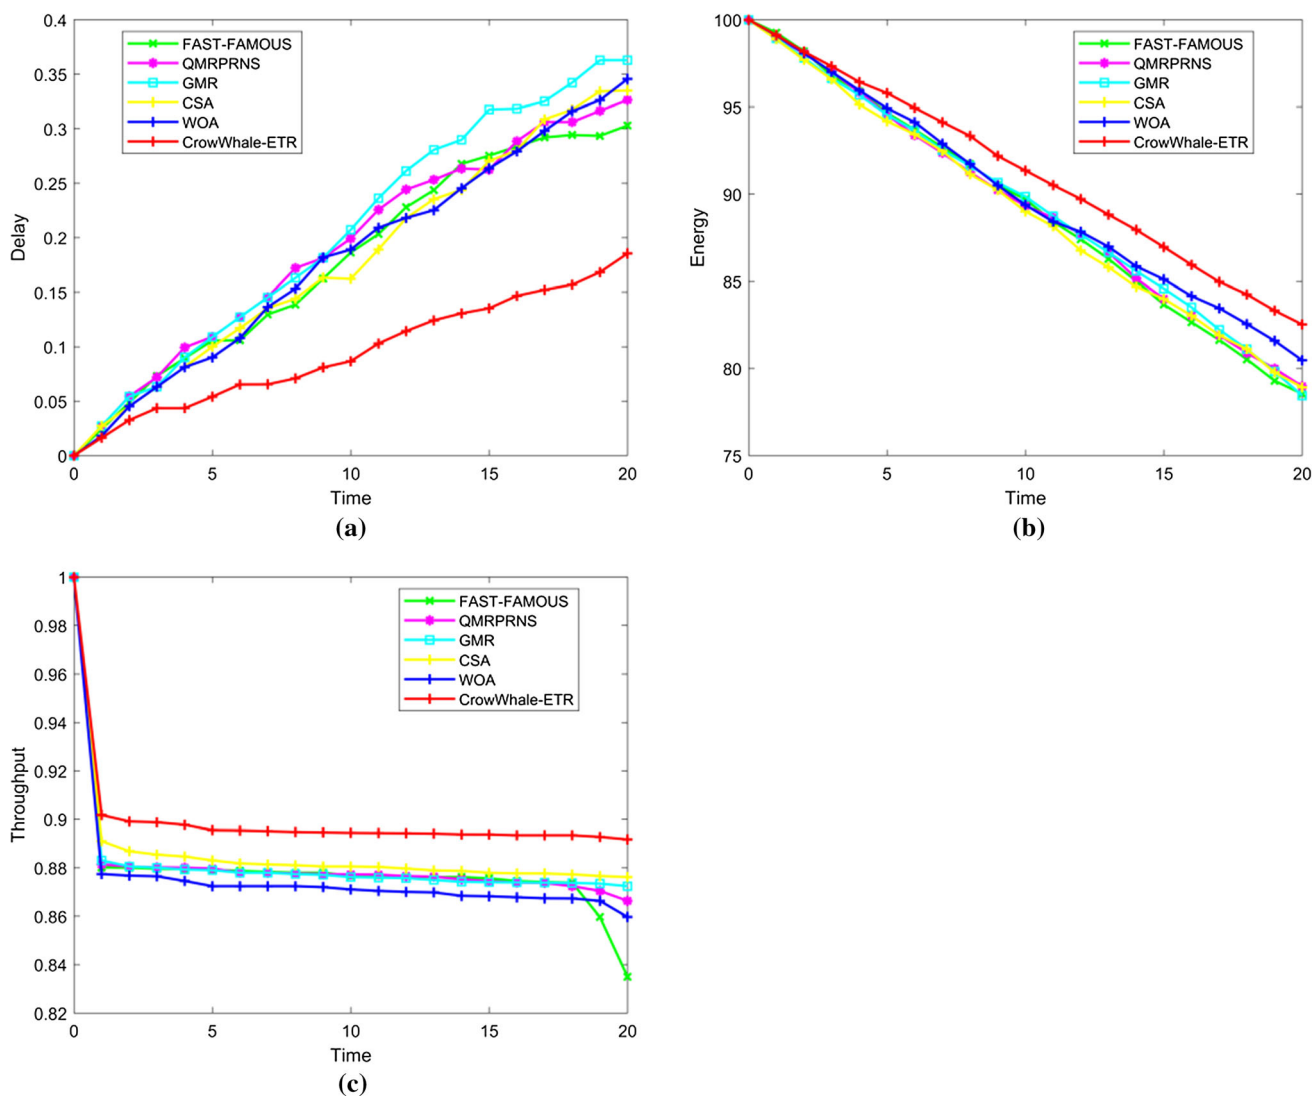 0.4
0.35
0.3
0.25
0.2
0.15
0.1
0.05
0
Delay
FAST-FAMOUS
QMRPRNS
GMR
CSA
WOA
CrowWhale-ETR
0 5 10 15 20
Time
(a)
100
95
90
85
80
75
Energy
FAST-FAMOUS
QMRPRNS
GMR
CSA
WOA
CrowWhale-ETR
0 5 10 15 20
Time
(b)
1
0.98
0.96
0.94
0.92
0.9
0.88
0.86
0.84
0.82
Throughput
FAST-FAMOUS
QMRPRNS
GMR
CSA
WOA
CrowWhale-ETR
0 5 10 15 20
Time
(c)